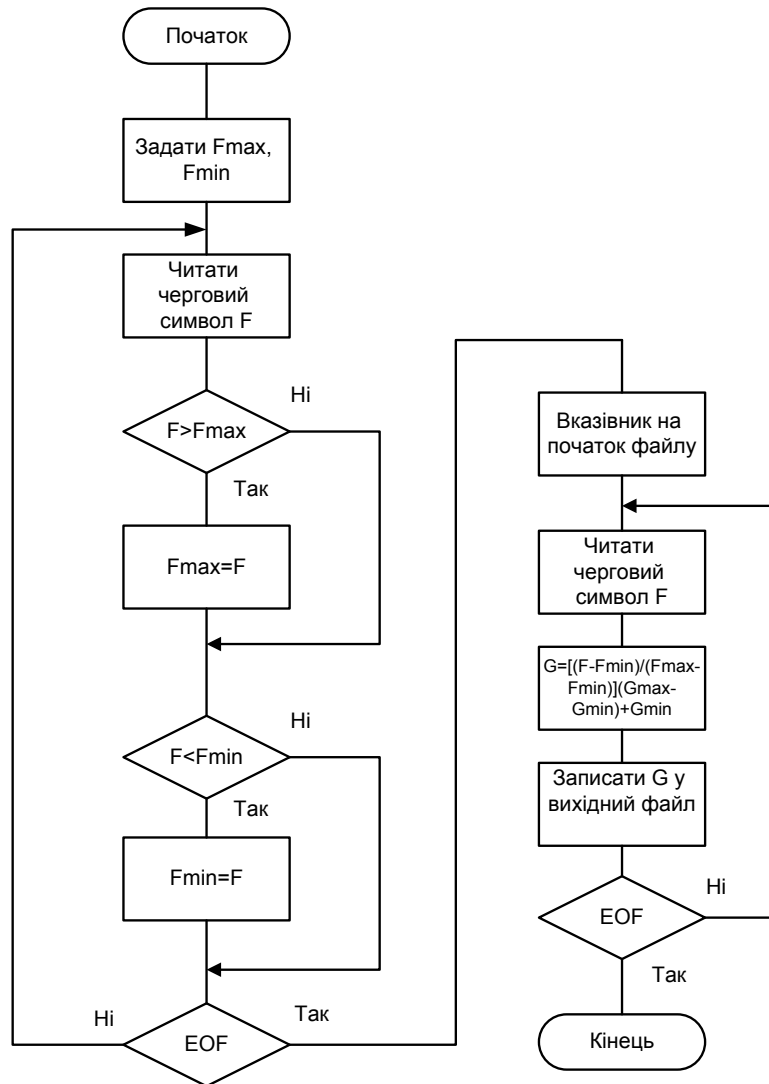 Початок
Задати Fmax,
Fmin
Читати
черговий
символ F
Ні
F>Fmax
Так
Fmax=F
Ні
F<Fmin
Так
Fmin=F
Ні
Так
EOF
Вказівник на
початок файлу
Читати
черговий
символ F
G=[(F-Fmin)/(Fmax-
Fmin)](Gmax-
Gmin)+Gmin
Записати G у
вихідний файл
Ні
EOF
Так
Кінець